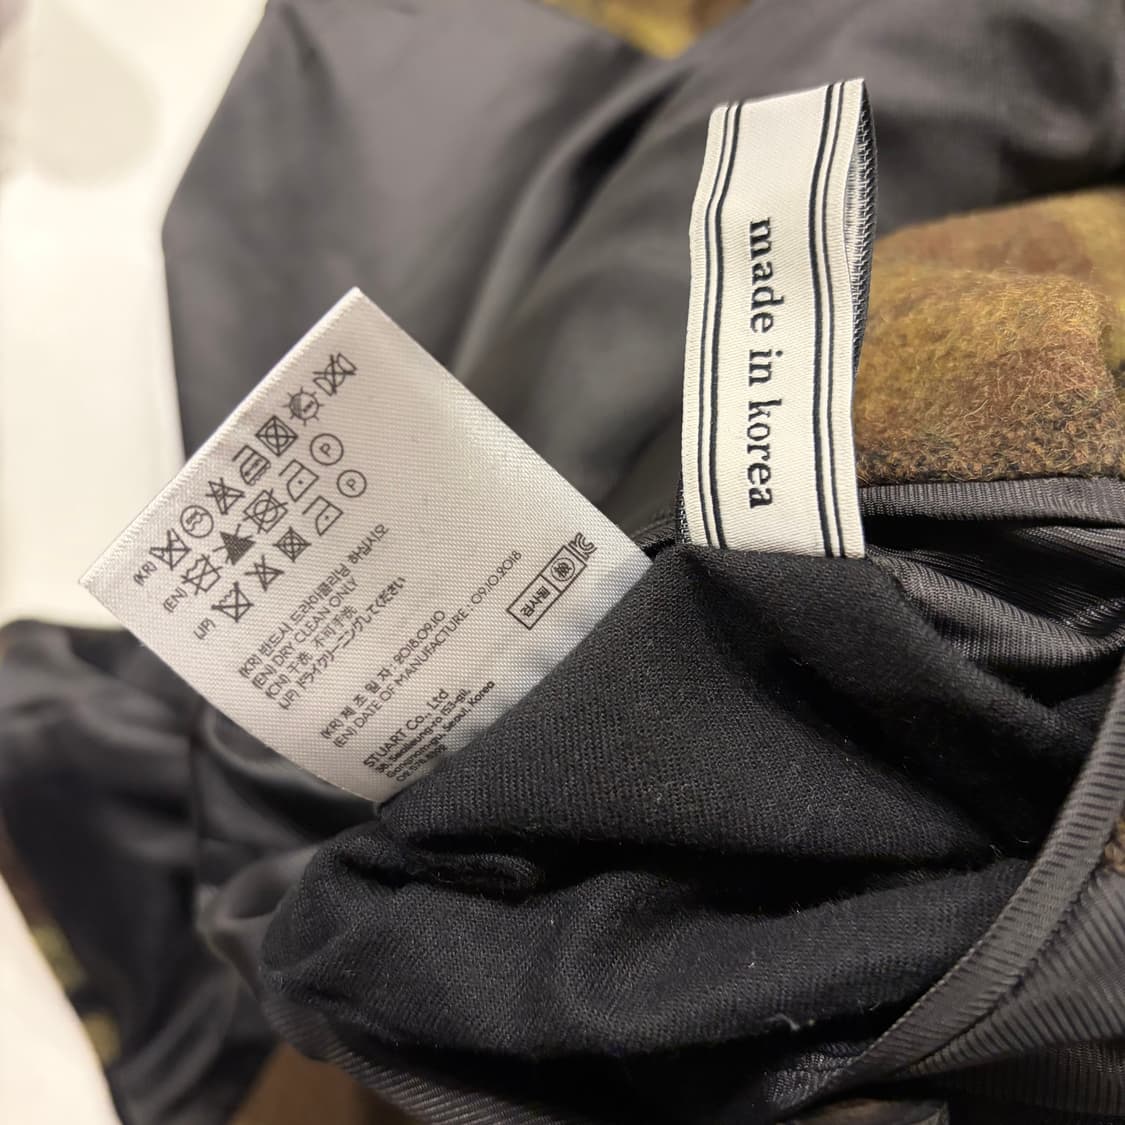 made in korea
(KR)
(EN)
(JP)
(KR) 반드시 드라이클리닝 하십시오
(EN) DRY CLEAN ONLY
(CN) 干洗 不可手洗
(JP) ドライクリーニングしてください
(KR) 제 조 일 자 : 2018.09.10
(EN) DATE OF MANUFACTURE : 09.10.2018
STUART Co., Ltd
Seoul, Korea